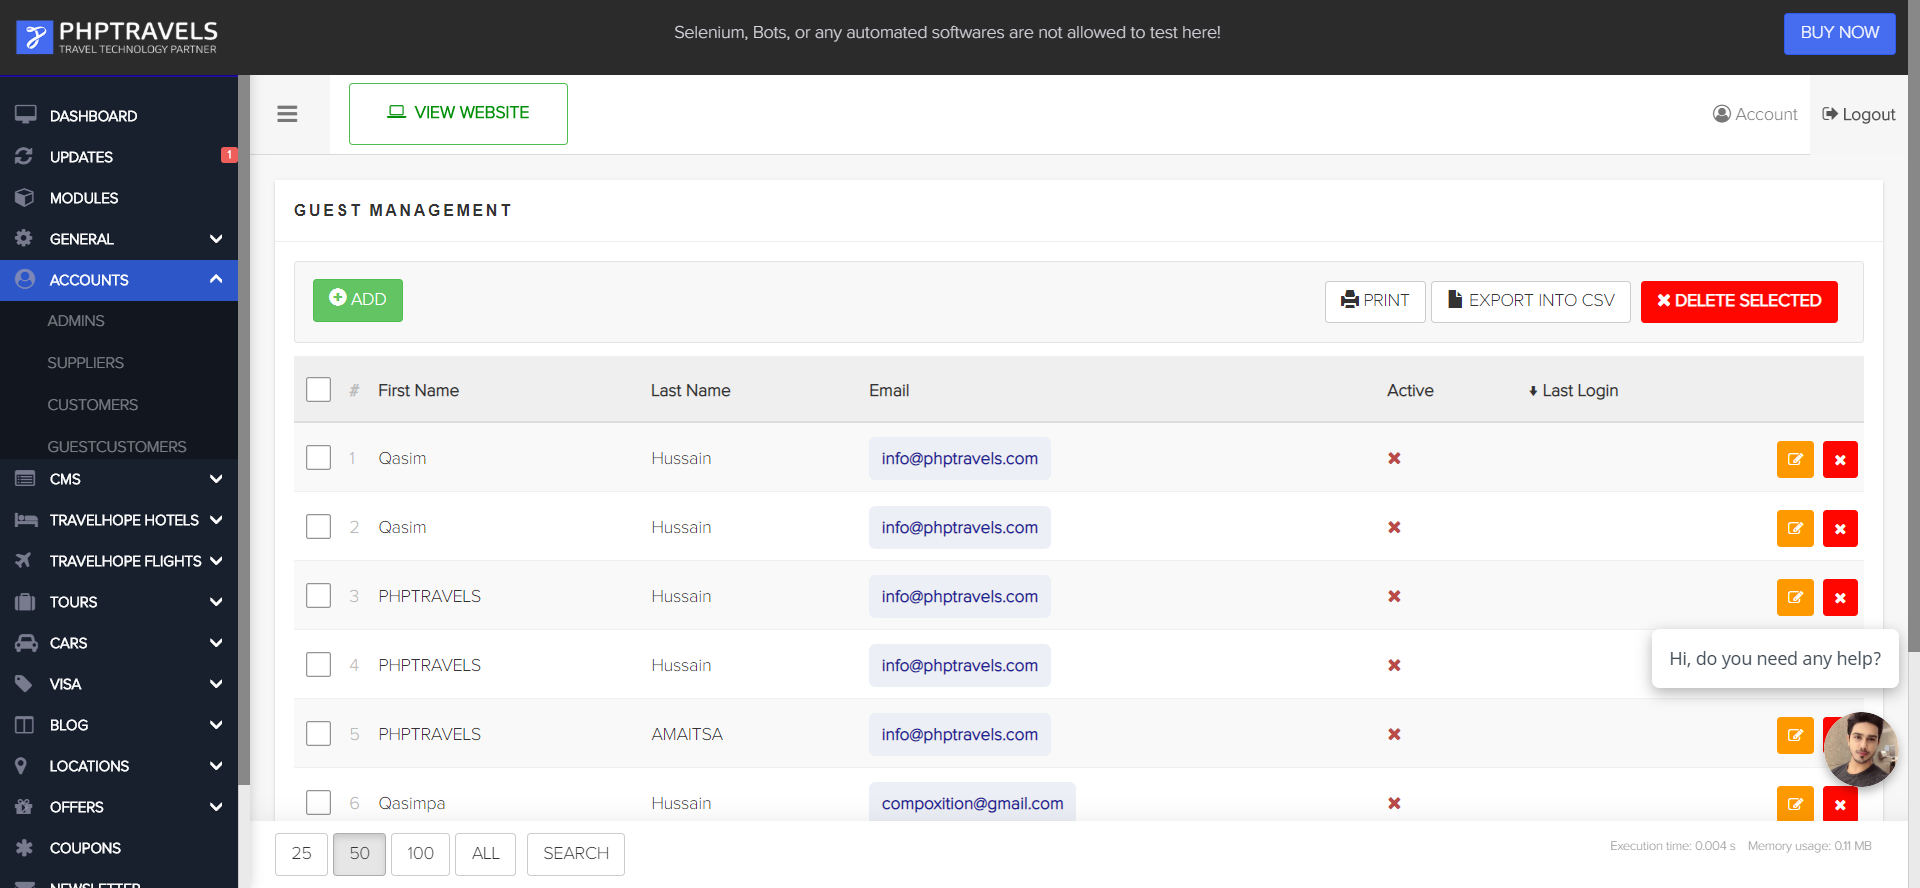 PHPTRAVELS
TRAVEL TECHNOLOGY PARTNER
Selenium, Bots, or any automated softwares are not allowed to test here!
BUY NOW
DASHBOARD
UPDATES 1
MODULES
GENERAL
ACCOUNTS
ADMINS
SUPPLIERS
CUSTOMERS
GUESTCUSTOMERS
CMS
TRAVELHOPE HOTELS
TRAVELHOPE FLIGHTS
TOURS
CARS
VISA
BLOG
LOCATIONS
OFFERS
COUPONS
NEWSLETTER
VIEW WEBSITE
Account
Logout
GUEST MANAGEMENT
ADD
PRINT
EXPORT INTO CSV
DELETE SELECTED
# First Name Last Name Email Active Last Login
1 Qasim Hussain info@phptravels.com
2 Qasim Hussain info@phptravels.com
3 PHPTRAVELS Hussain info@phptravels.com
4 PHPTRAVELS Hussain info@phptravels.com
5 PHPTRAVELS AMAITSA info@phptravels.com
6 Qasimpa Hussain compoxition@gmail.com
Hi, do you need any help?
25 50 100 ALL SEARCH
Execution time: 0.004 s Memory usage: 0.11 MB